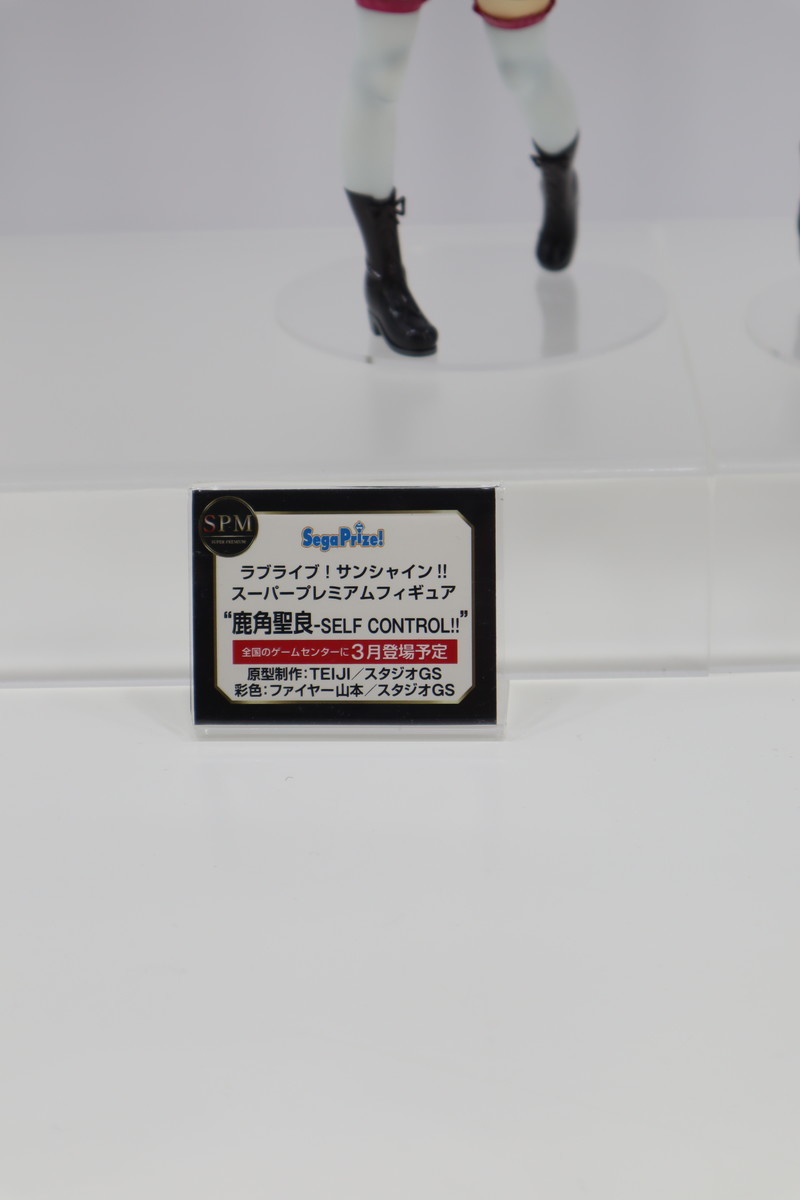 SPM
SUPER PREMIUM
SegaPrize!
ラブライブ！サンシャイン!!
スーパープレミアムフィギュア
“鹿角聖良-SELF CONTROL!!”
全国のゲームセンターに3月登場予定
原型制作：TEIJI／スタジオGS
彩色：ファイヤー山本／スタジオGS